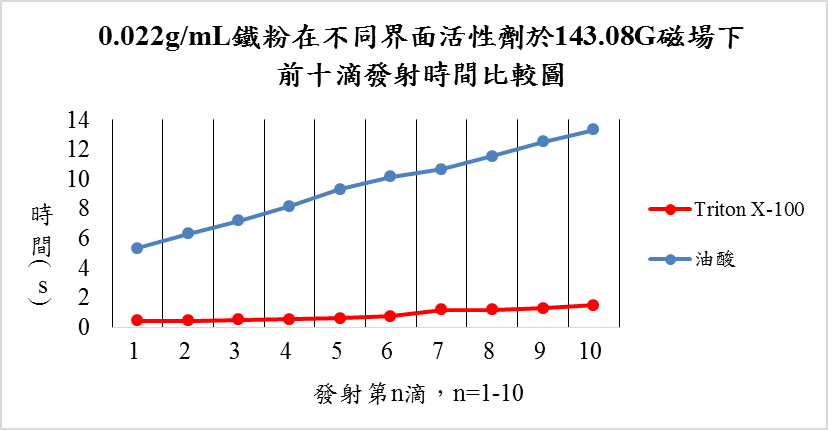 0.022g/mL鐵粉在不同界面活性劑於143.08G磁場下
前十滴發射時間比較圖
時間(s)
14
12
10
8
6
4
2
0
1 2 3 4 5 6 7 8 9 10
發射第n滴，n=1-10
Triton X-100
油酸